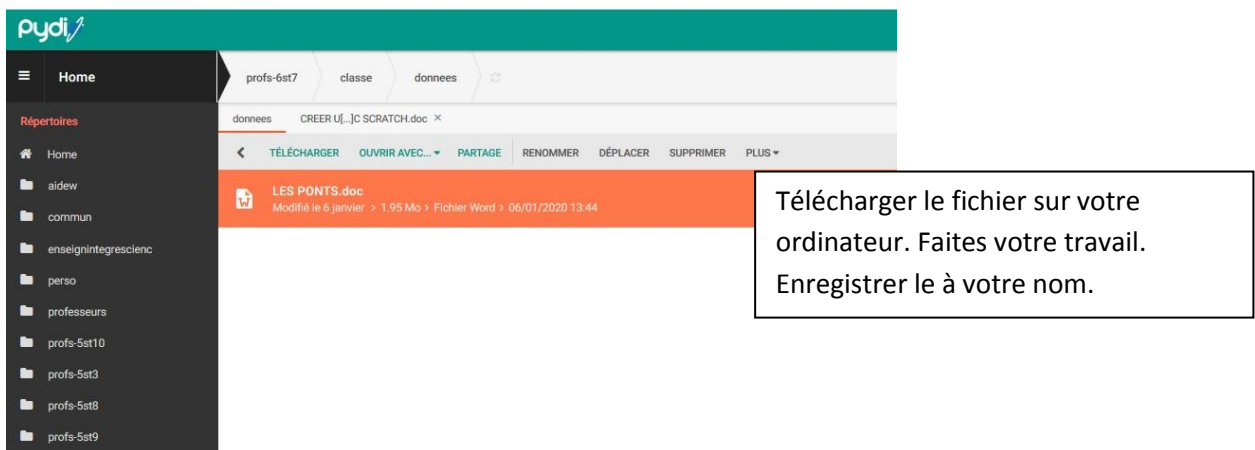 pydi
Home
profs-6st7 classe donnees
Répertoires
donnees CREER U[...]C SCRATCH.doc ×
Home
TÉLÉCHARGER OUVRIR AVEC... PARTAGE RENOMMER DÉPLACER SUPPRIMER PLUS
aidew
LES PONTS.doc
Modifié le 6 janvier > 1.95 Mo > Fichier Word > 06/01/2020 13:44
commun
enseignintegrescienc
perso
professeurs
profs-5st10
profs-5st3
profs-5st8
profs-5st9
Télécharger le fichier sur votre
ordinateur. Faites votre travail.
Enregistrer le à votre nom.